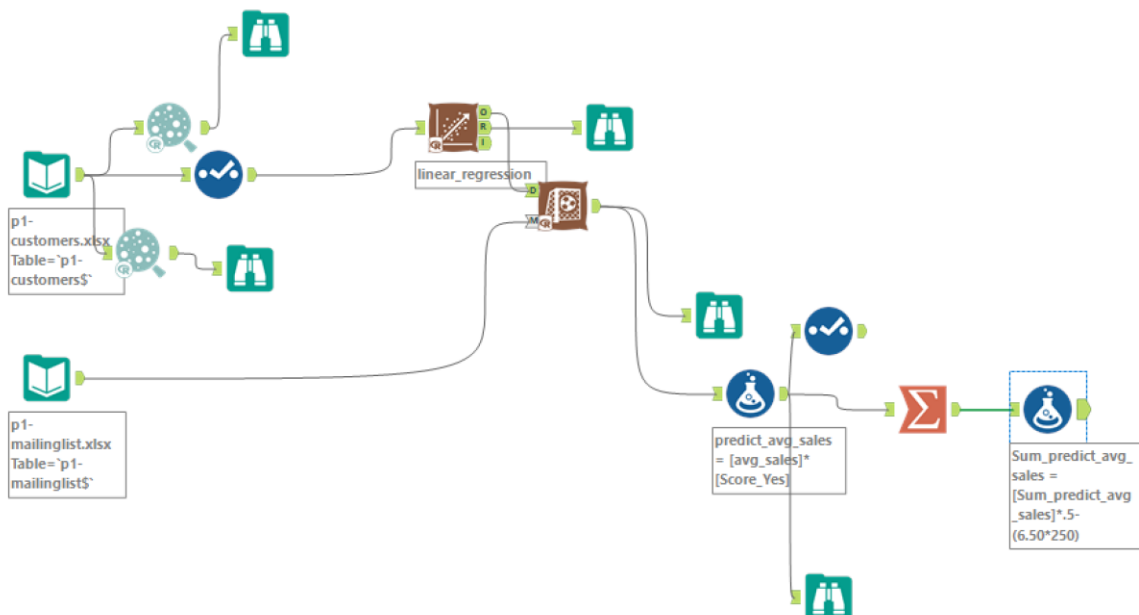 O
R
I
linear_regression
D
M
p1-
customers.xlsx
Table=`p1-
customers$`
p1-
mailinglist.xlsx
Table=`p1-
mailinglist$`
predict_avg_sales
= [avg_sales]*
[Score_Yes]
Sum_predict_avg_
sales =
[Sum_predict_avg
_sales]*.5-
(6.50*250)